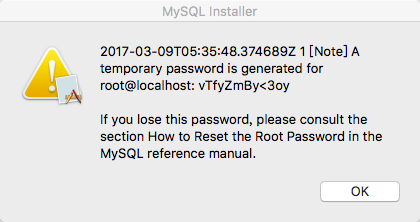 MySQL Installer
2017-03-09T05:35:48.374689Z 1 [Note] A
temporary password is generated for
root@localhost: vTfyZmBy<3oy
If you lose this password, please consult the
section How to Reset the Root Password in the
MySQL reference manual.
OK